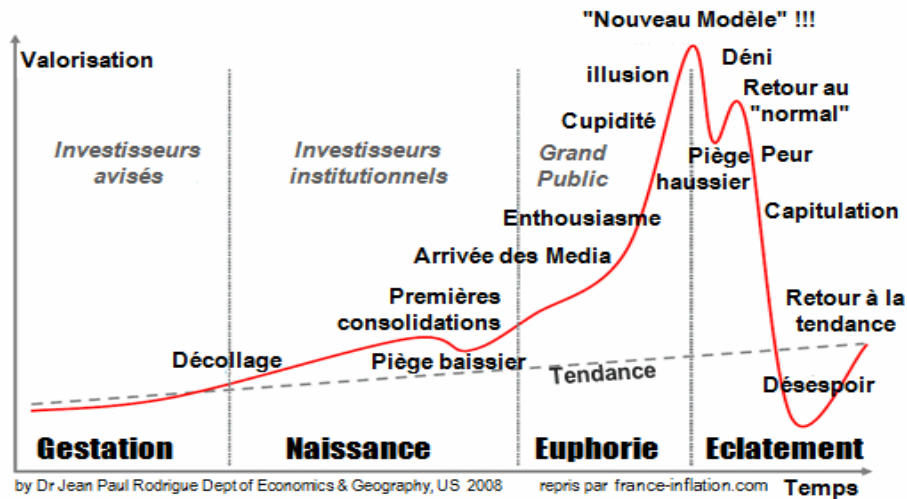 "Nouveau Modèle" !!!
Valorisation
Déni
illusion
Retour au
"normal"
Cupidité
Investisseurs
avisés
Investisseurs
institutionnels
Grand
Public
Piège
haussier
Peur
Enthousiasme
Capitulation
Arrivée des Media
Premières
consolidations
Retour à la
tendance
Décollage
Piège baissier
Tendance
Désespoir
Gestation
Naissance
Euphorie
Eclatement
by Dr Jean Paul Rodrigue Dept of Economics & Geography, US 2008
repris par france-inflation.com
Temps